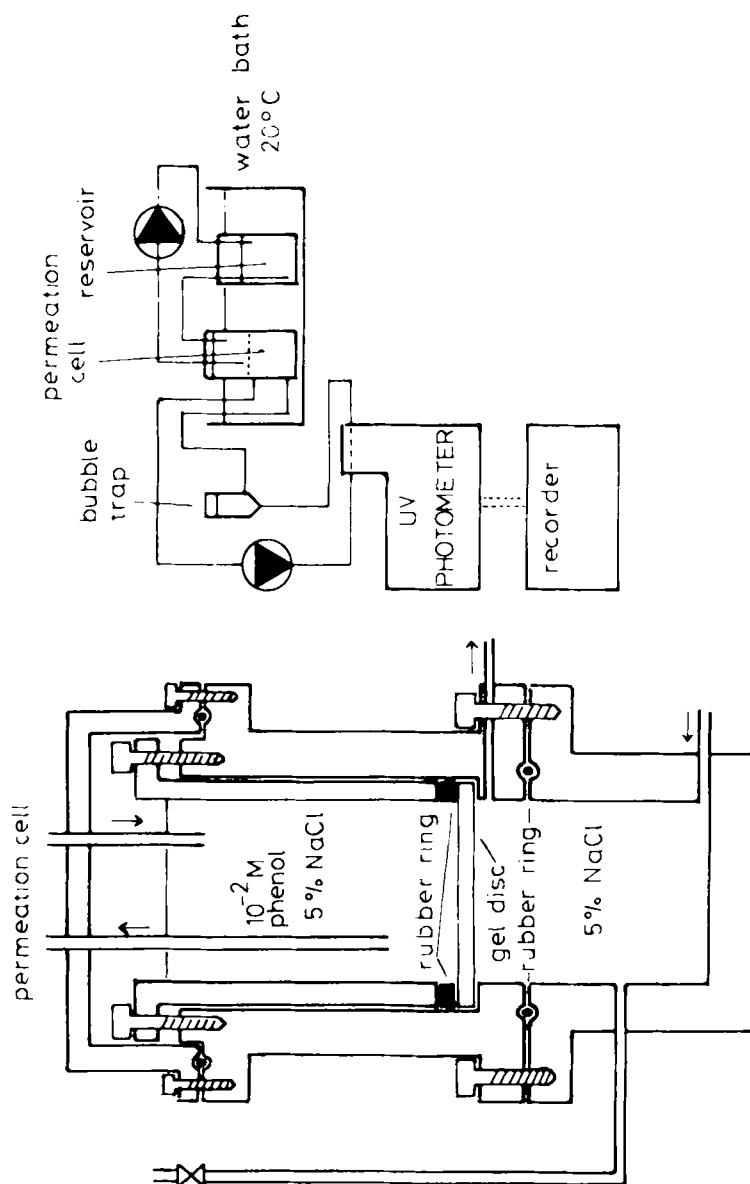 permeation cell
10⁻² M
phenol
5% NaCl
rubber ring
gel disc
rubber ring
5% NaCl
bubble
trap
permeation
cell
reservoir
water bath
20°C
UV
PHOTOMETER
recorder